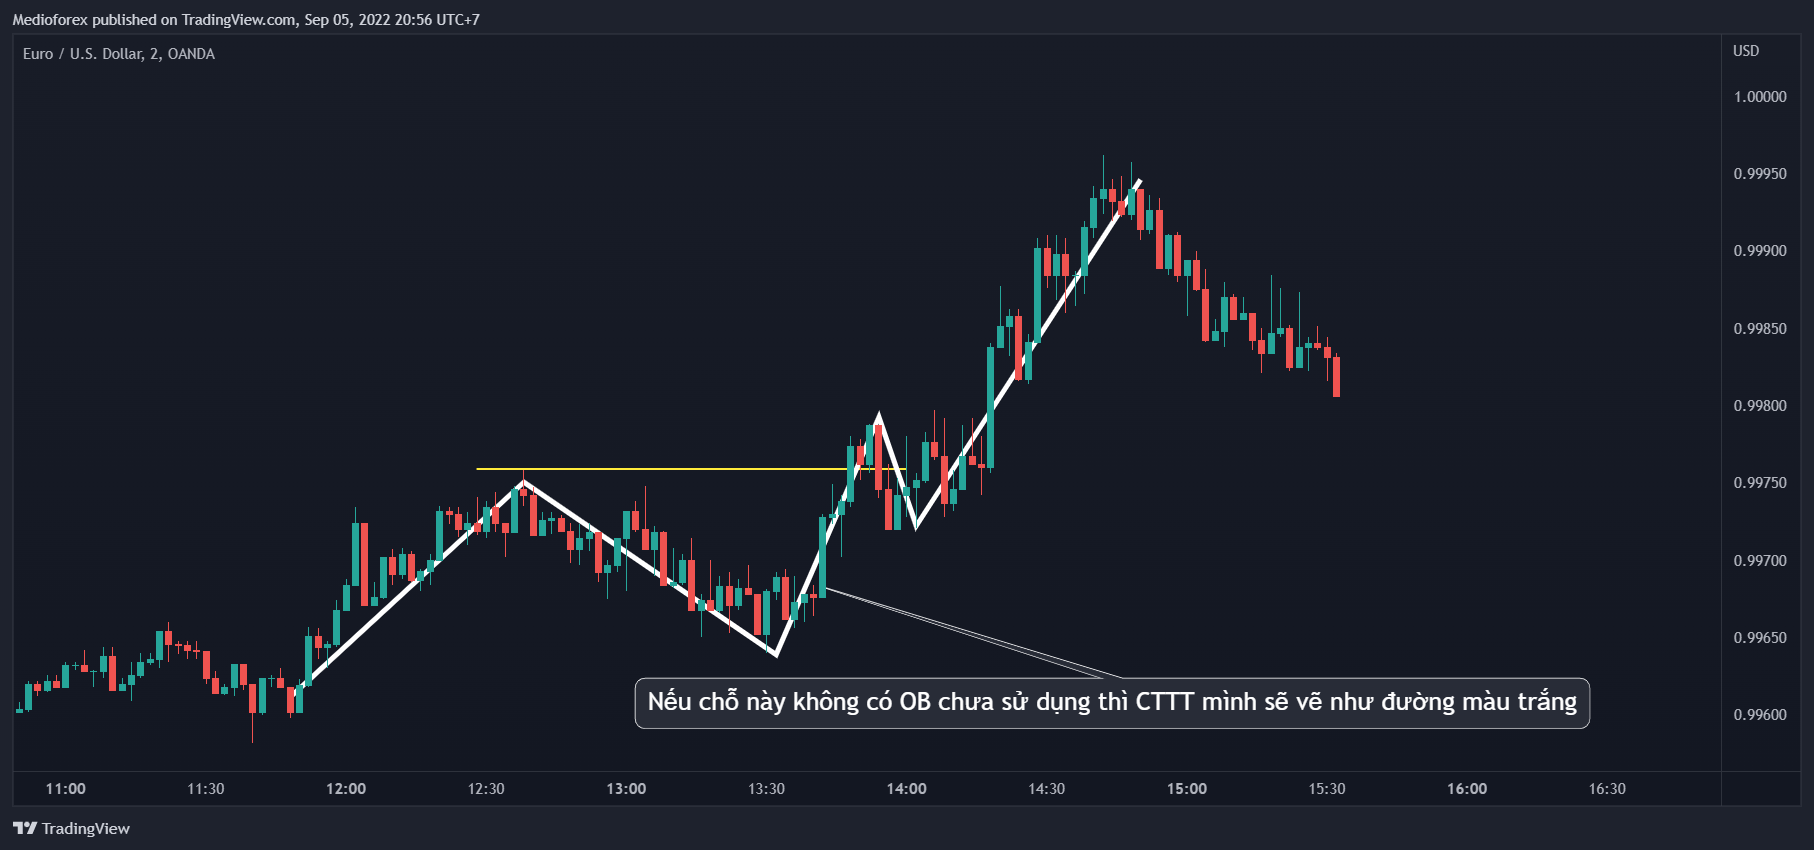 Medioforex published on TradingView.com, Sep 05, 2022 20:56 UTC+7
Euro / U.S. Dollar, 2, OANDA
USD
1.00000
0.99950
0.99900
0.99850
0.99800
0.99750
0.99700
0.99650
0.99600
Nếu chỗ này không có OB chưa sử dụng thì CTTT mình sẽ vẽ như đường màu trắng
11:00 11:30 12:00 12:30 13:00 13:30 14:00 14:30 15:00 15:30 16:00 16:30
TradingView